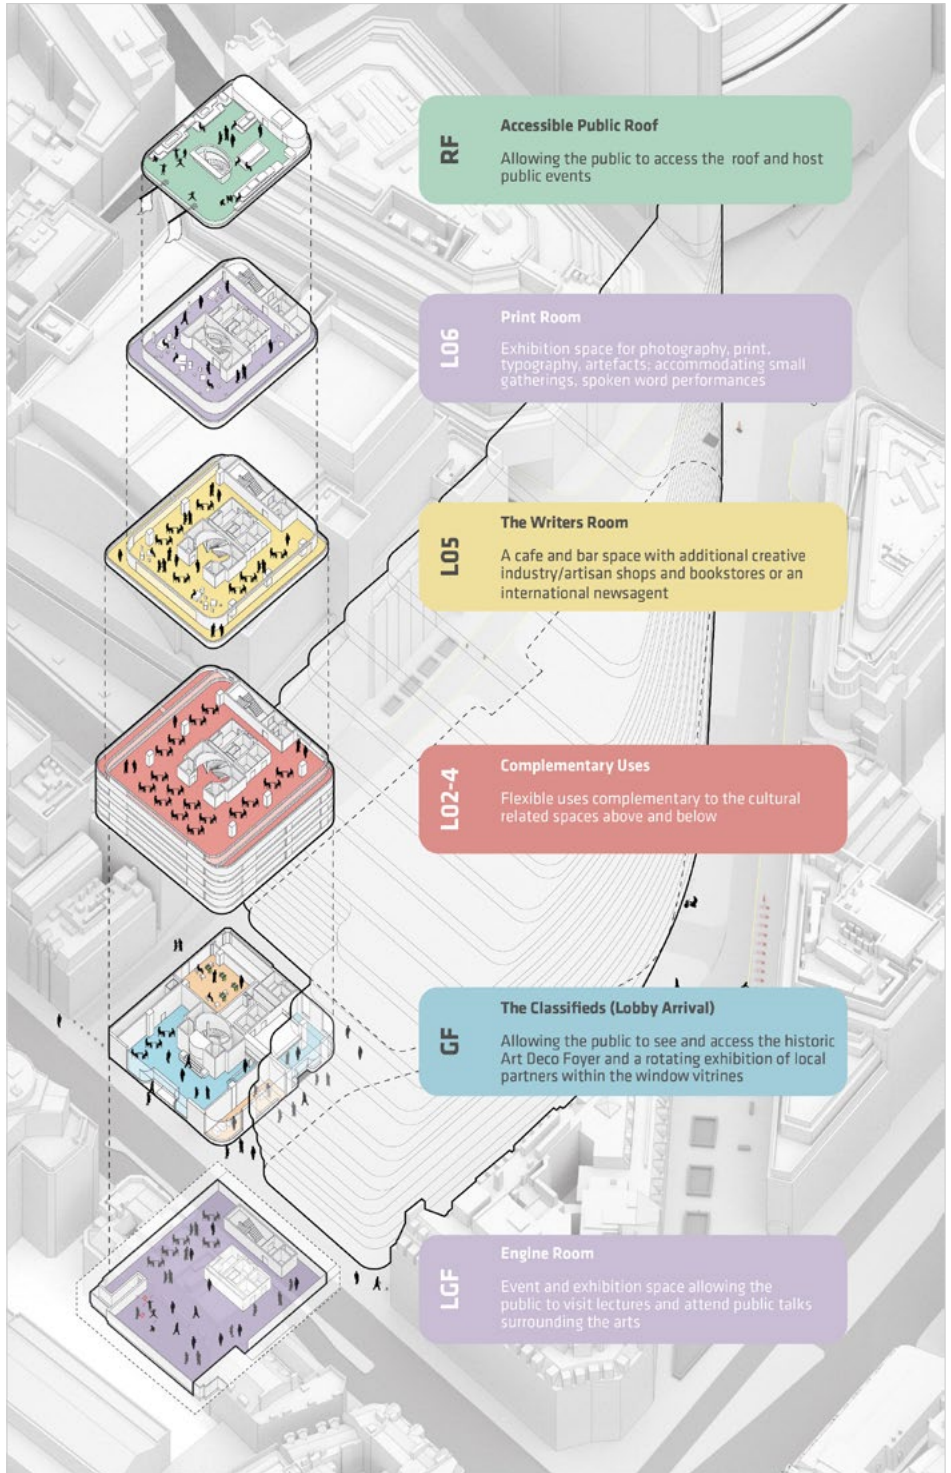 RF
Accessible Public Roof
Allowing the public to access the roof and host
public events
L06
Print Room
Exhibition space for photography, print,
typography, artefacts; accommodating small
gatherings, spoken word performances
L05
The Writers Room
A cafe and bar space with additional creative
industry/artisan shops and bookstores or an
international newsagent
L02-4
Complementary Uses
Flexible uses complementary to the cultural
related spaces above and below
GF
The Classifieds (Lobby Arrival)
Allowing the public to see and access the historic
Art Deco Foyer and a rotating exhibition of local
partners within the window vitrines
LGF
Engine Room
Event and exhibition space allowing the
public to visit lectures and attend public talks
surrounding the arts